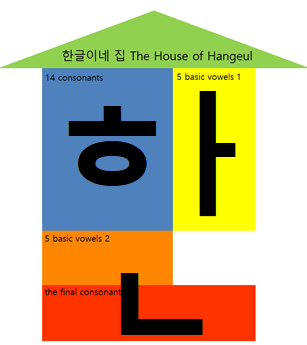 한글이네 집 The House of Hangeul
14 consonants
5 basic vowels 1
하
5 basic vowels 2
the final consonant
ㄴ